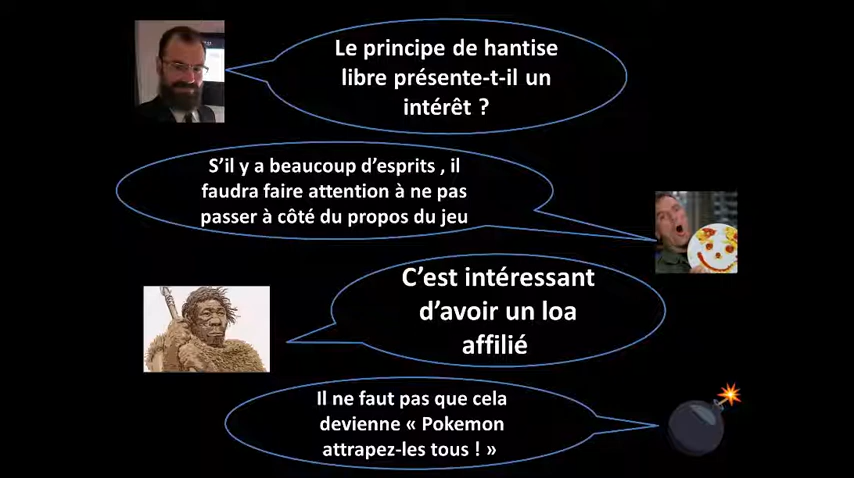 Le principe de hantise
libre présente-t-il un
intérêt ?
S'il y a beaucoup d'esprits , il
faudra faire attention à ne pas
passer à côté du propos du jeu
C'est intéressant
d'avoir un loa
affilié
Il ne faut pas que cela
devienne « Pokemon
attrapez-les tous ! »